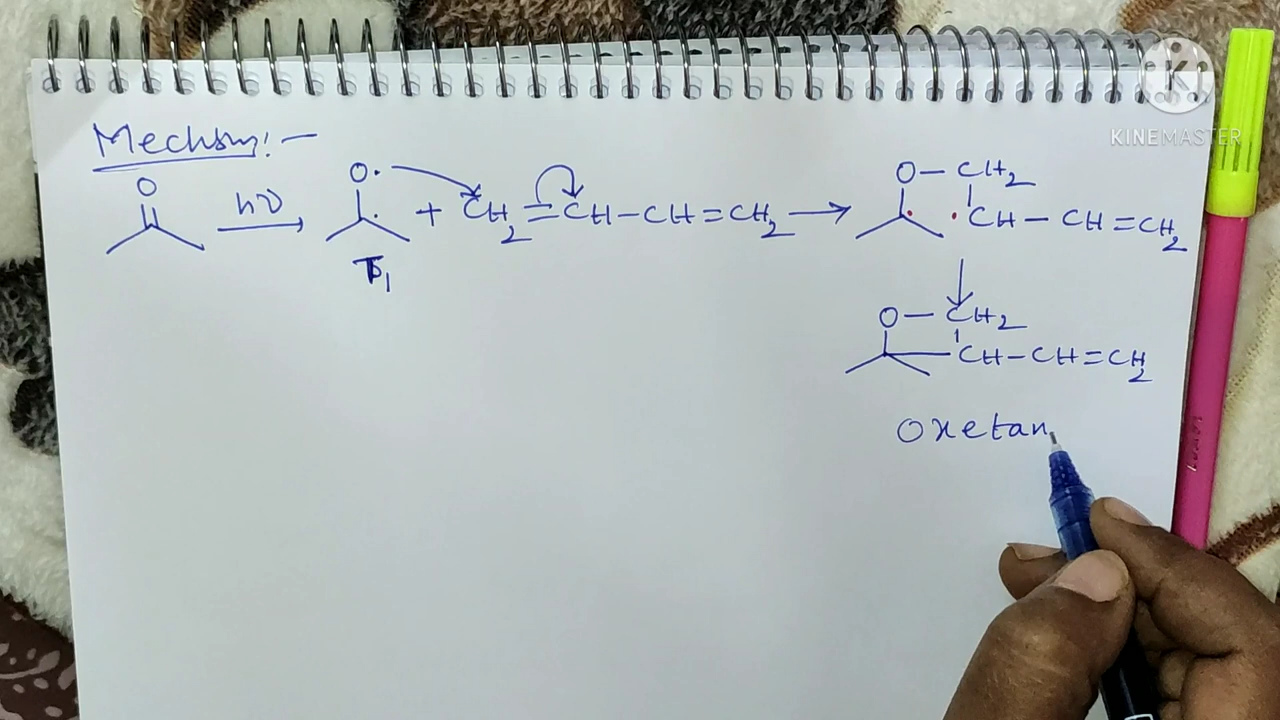 Mechsm:-
O O. O- CH2
hν . + CH2=CH-CH=CH2 → . .CH-CH=CH2
T1
O- CH2
CH-CH=CH2
Oxetan
KINEMASTER
K